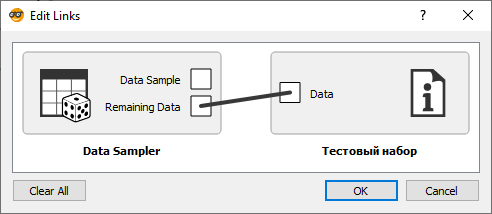 Edit Links
Data Sample
Remaining Data
Data
Data Sampler
Тестовый набор
Clear All
OK
Cancel